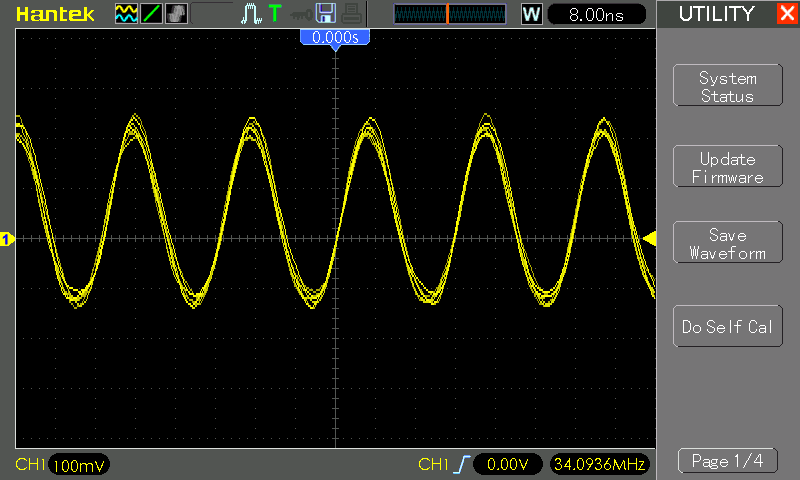 Hantek
T
W
8.00ns
UTILITY
0.000s
System
Status
Update
Firmware
1
Save
Waveform
Do Self Cal
CH1
100mV
CH1
0.00V
34.0936MHz
Page 1/4